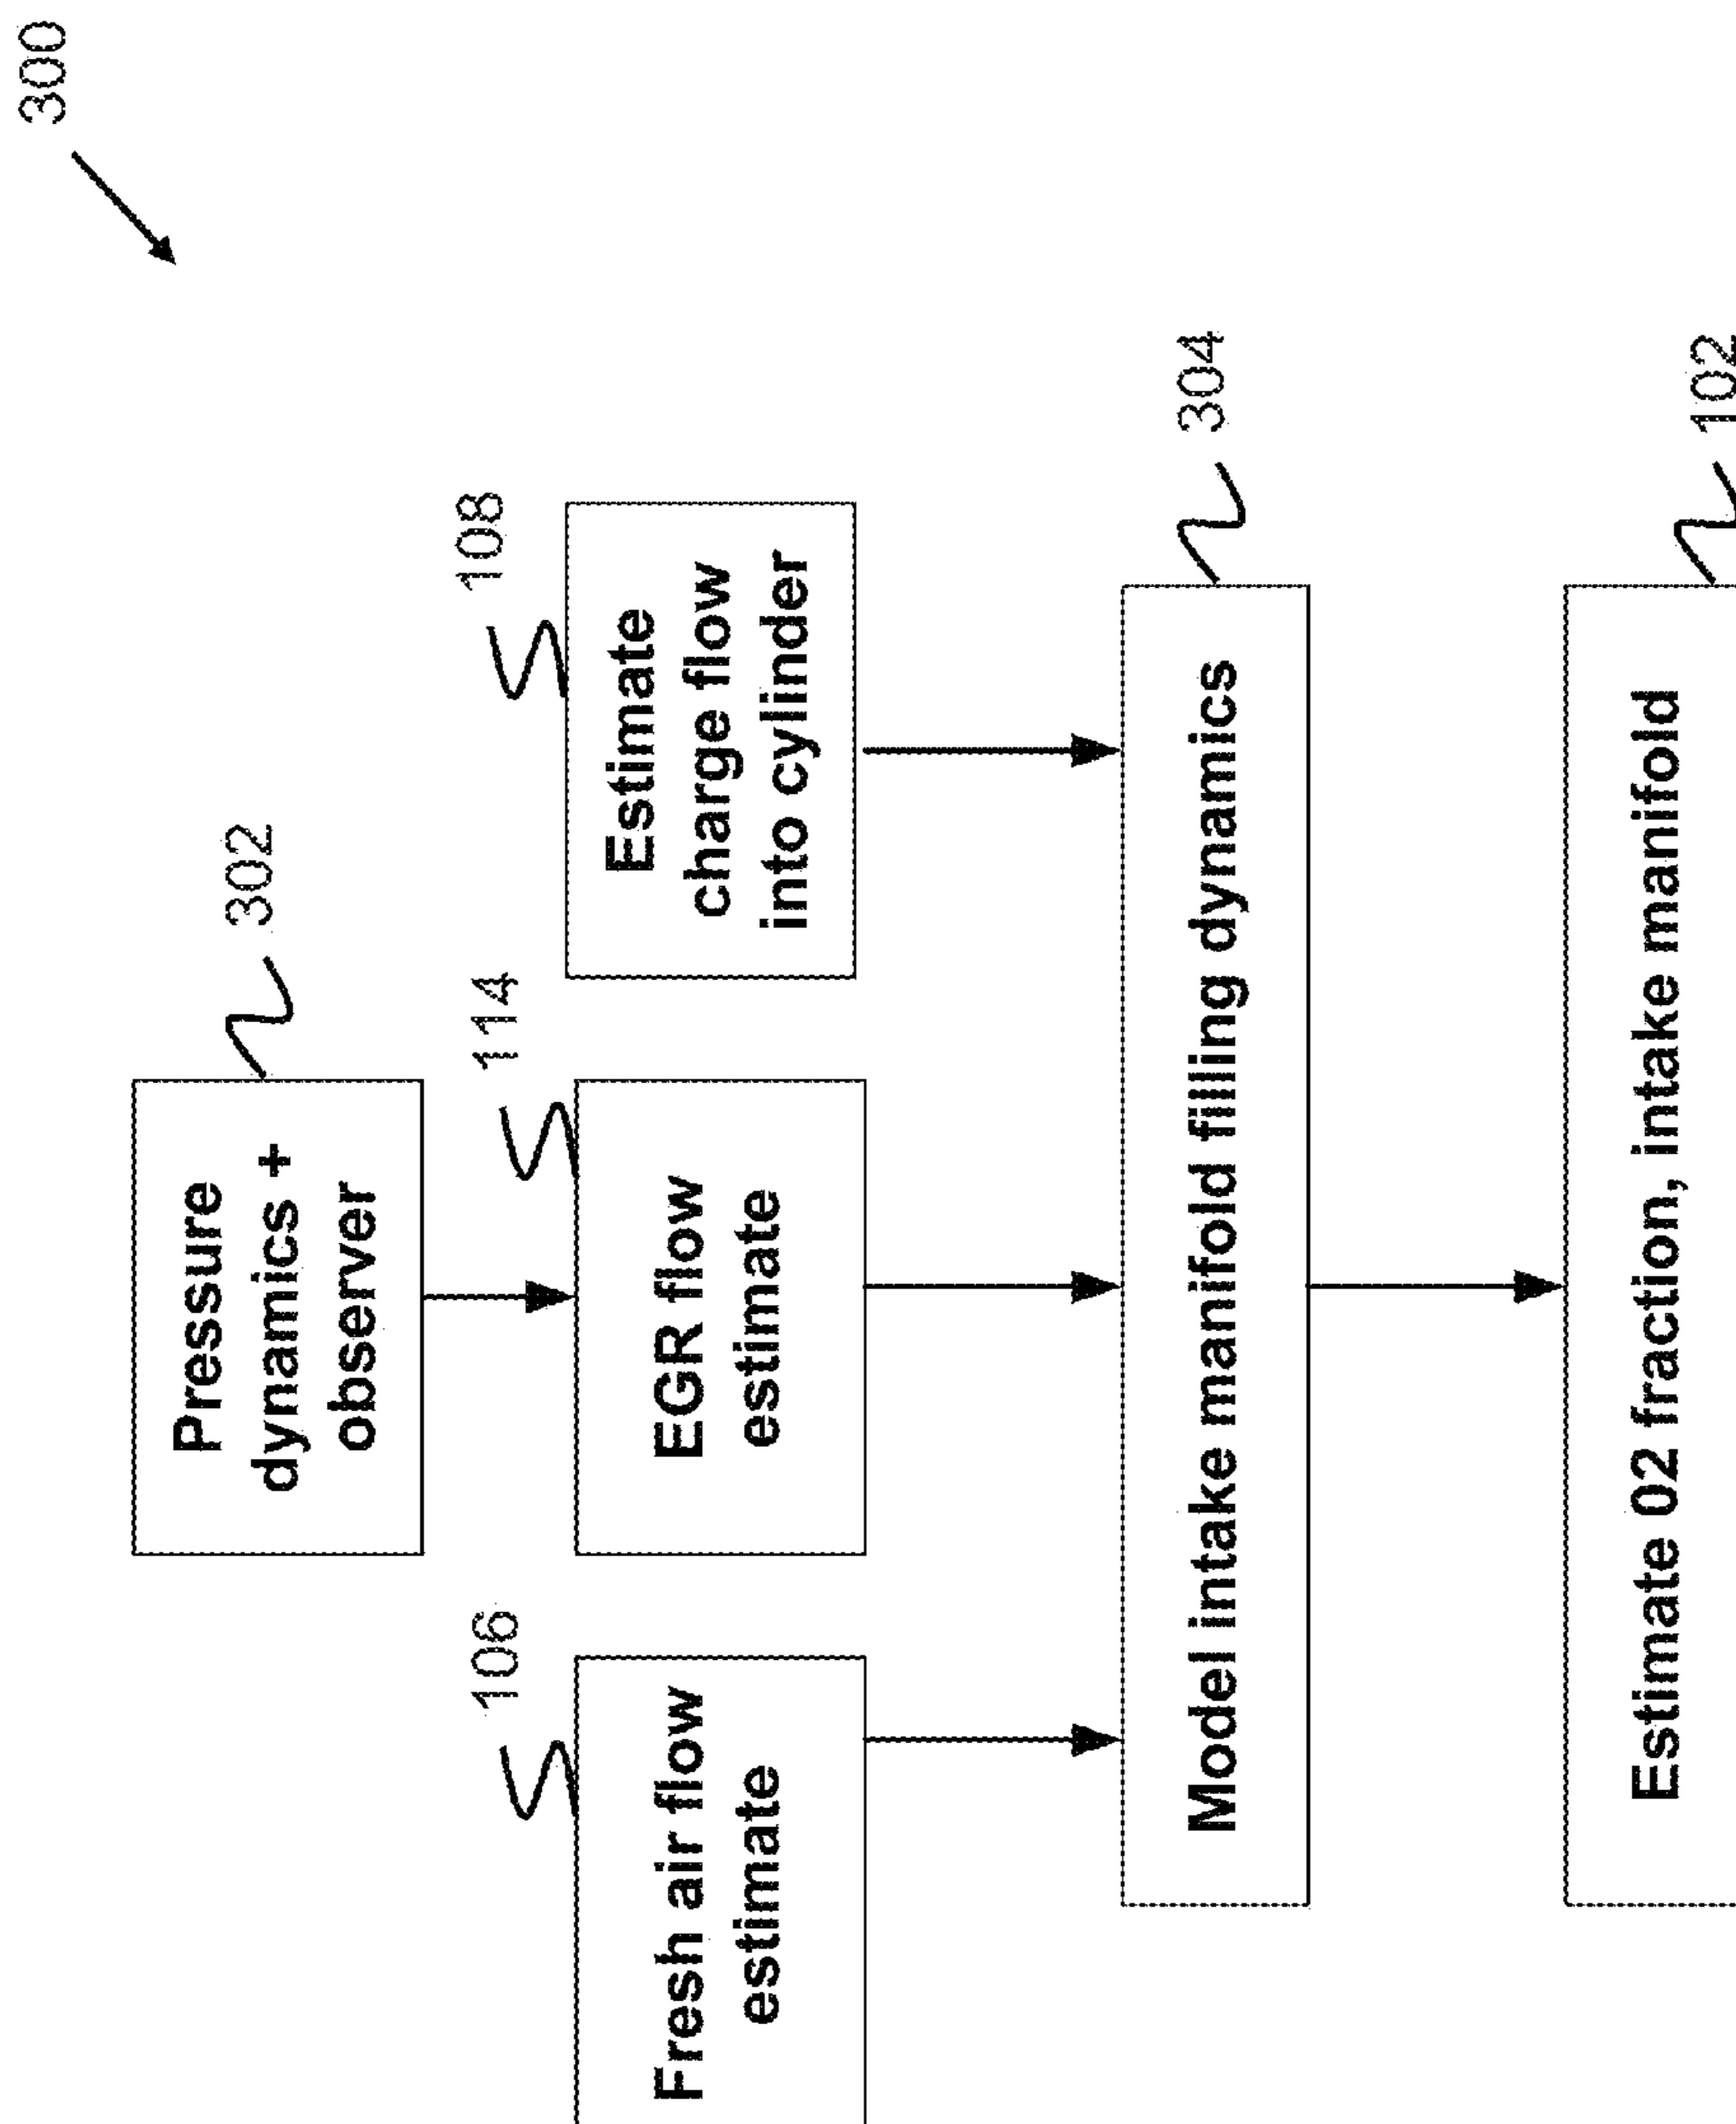 300
Pressure
dynamics +
observer
302
Fresh air flow
estimate
106
EGR flow
estimate
114
Estimate
charge flow
into cylinder
108
Model intake manifold filling dynamics
304
Estimate 02 fraction, intake manifold
102